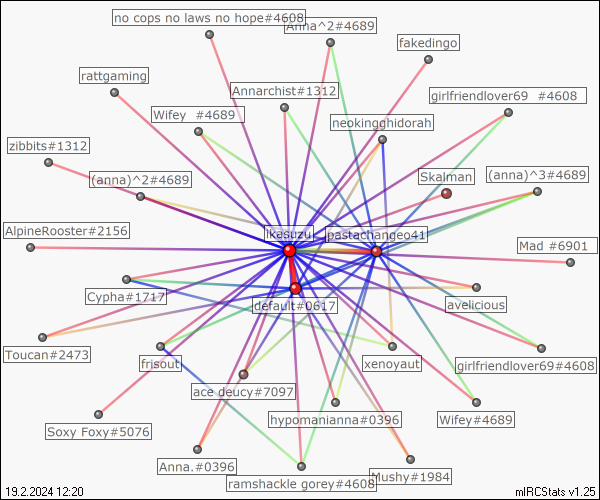 no cops no laws no hope#4608
Anna^2#4689
fakedingo
rattgaming
Annarchist#1312
girlfriendlover69 #4608
Wifey #4689
neokingghidorah
zibbits#1312
(anna)^2#4689
Skalman
(anna)^3#4689
AlpineRooster#2156
ikasuzu
pastachangeo41
Mad #6901
Cypha#1717
default#0617
avelicious
Toucan#2473
frisout
xenoyaut
girlfriendlover69#4608
ace deucy#7097
Soxy Foxy#5076
hypomanianna#0396
Wifey#4689
Anna.#0396
ramshackle gorey#4608
Mushy#1984
19.2.2024 12:20
mIRCStats v1.25